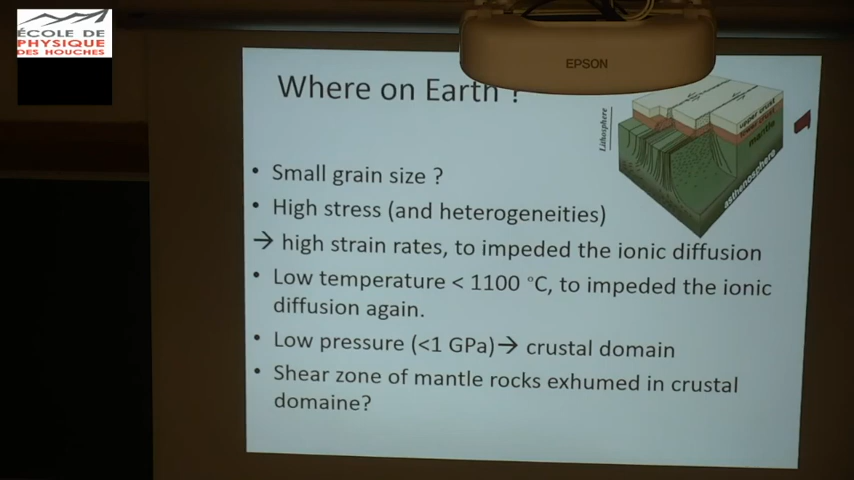 ÉCOLE DE
PHYSIQUE
DES HOUCHES
EPSON
Where on Earth ?
Lithosphere
upper crust
mantle
asthenosphere
• Small grain size ?
• High stress (and heterogeneities)
→ high strain rates, to impeded the ionic diffusion
• Low temperature < 1100 °C, to impeded the ionic
diffusion again.
• Low pressure (<1 GPa)→ crustal domain
• Shear zone of mantle rocks exhumed in crustal
domaine?